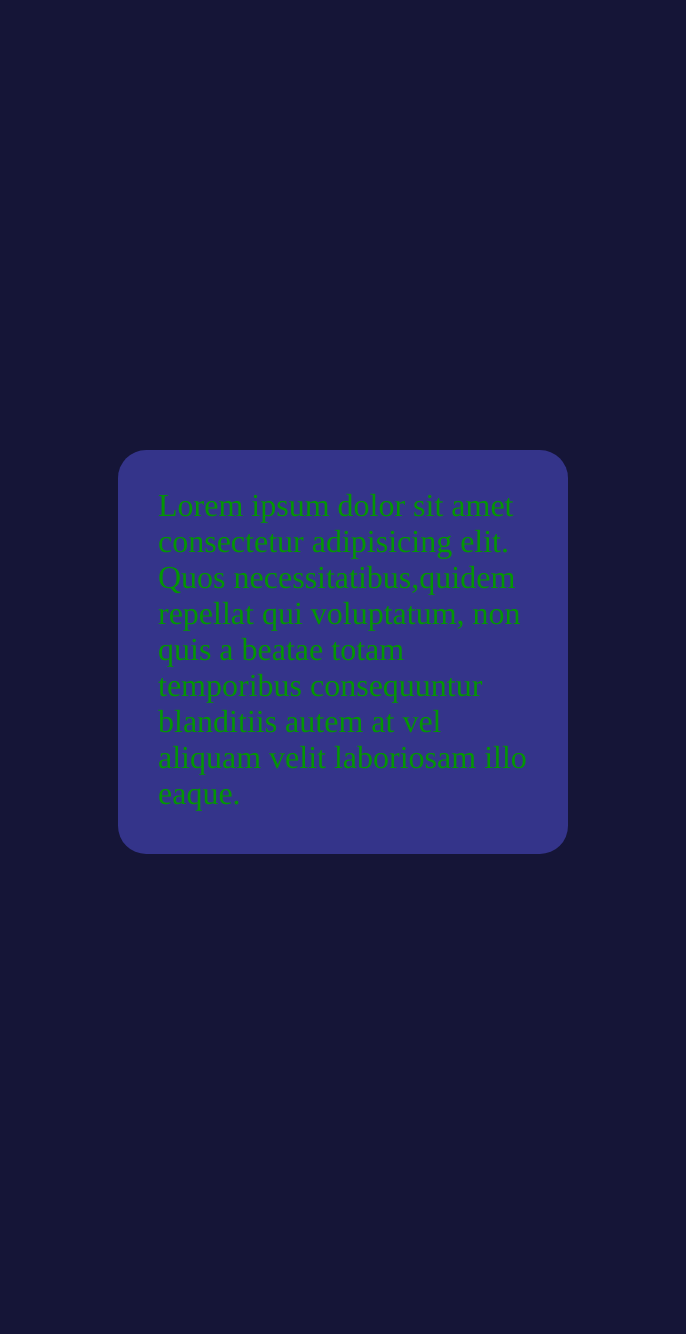 Lorem ipsum dolor sit amet
consectetur adipisicing elit.
Quos necessitatibus,quidem
repellat qui voluptatum, non
quis a beatae totam
temporibus consequuntur
blanditiis autem at vel
aliquam velit laboriosam illo
eaque.